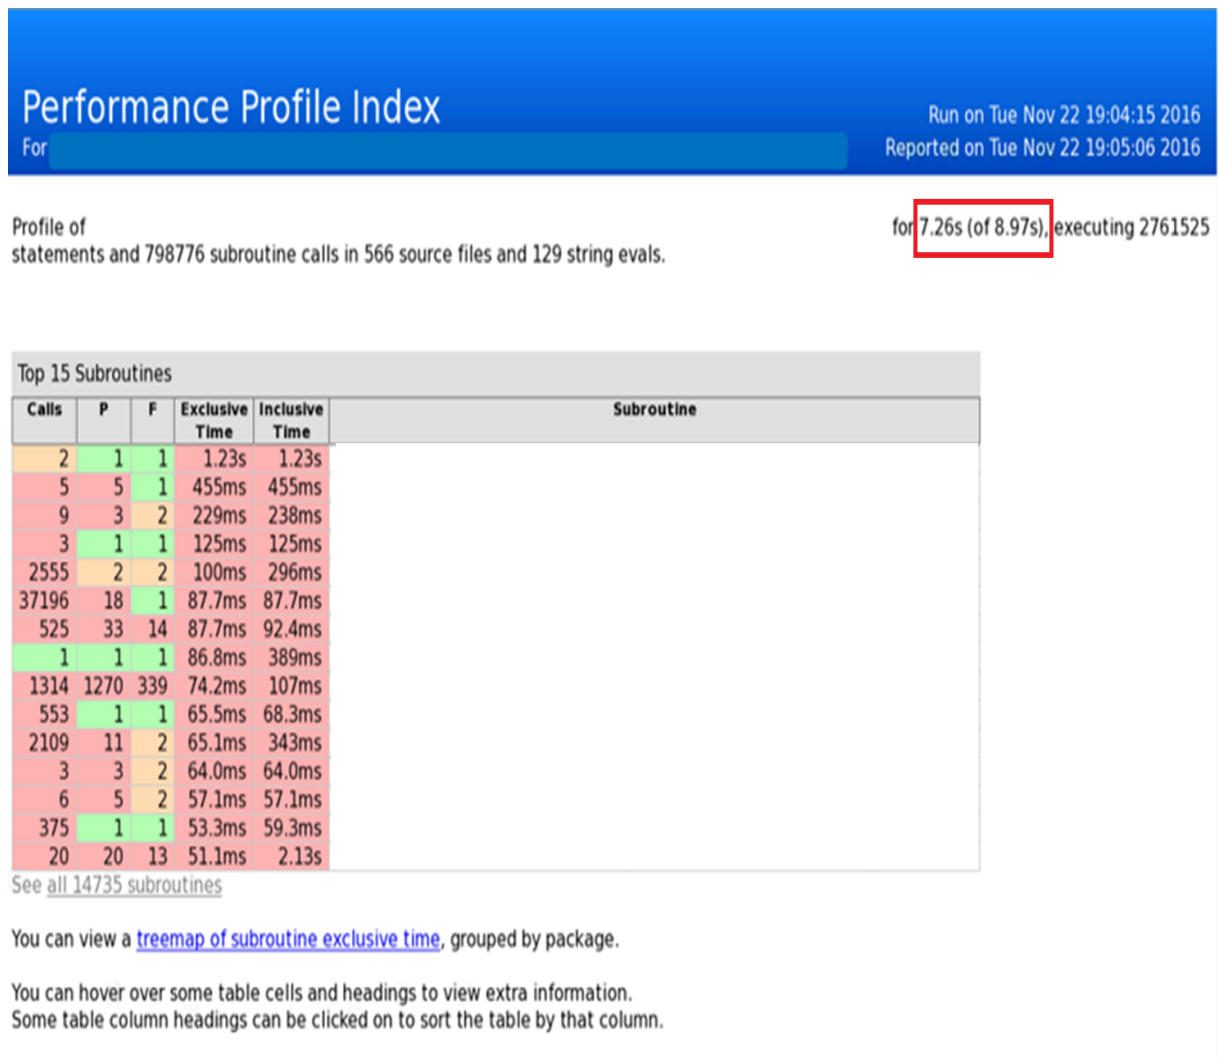 Performance Profile Index
Run on Tue Nov 22 19:04:15 2016
For
Reported on Tue Nov 22 19:05:06 2016
Profile of for 7.26s (of 8.97s), executing 2761525
statements and 798776 subroutine calls in 566 source files and 129 string evals.
Top 15 Subroutines
Calls P F Exclusive Time Inclusive Time Subroutine
2 1 1 1.23s 1.23s
5 5 1 455ms 455ms
9 3 2 229ms 238ms
3 1 1 125ms 125ms
2555 2 2 100ms 296ms
37196 18 1 87.7ms 87.7ms
525 33 14 87.7ms 92.4ms
1 1 1 86.8ms 389ms
1314 1270 339 74.2ms 107ms
553 1 1 65.5ms 68.3ms
2109 11 2 65.1ms 343ms
3 3 2 64.0ms 64.0ms
6 5 2 57.1ms 57.1ms
375 1 1 53.3ms 59.3ms
20 20 13 51.1ms 2.13s
See all 14735 subroutines
You can view a treemap of subroutine exclusive time, grouped by package.
You can hover over some table cells and headings to view extra information.
Some table column headings can be clicked on to sort the table by that column.